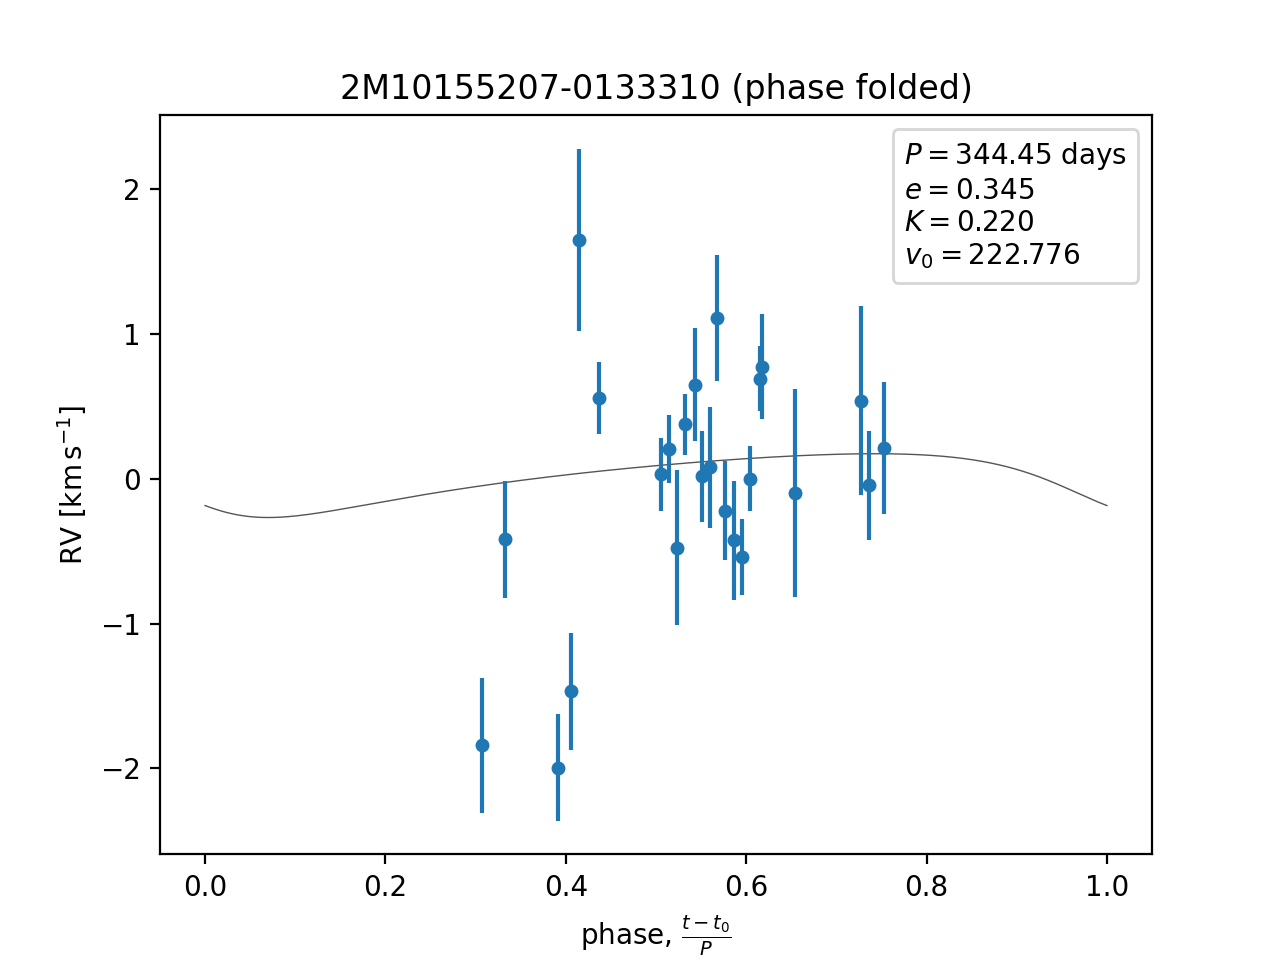 2M10155207-0133310 (phase folded)
P = 344.45 days
e = 0.345
K = 0.220
v₀ = 222.776
RV [km s⁻¹]
2
1
0
−1
−2
0.0 0.2 0.4 0.6 0.8 1.0
phase, (t − t₀)/P